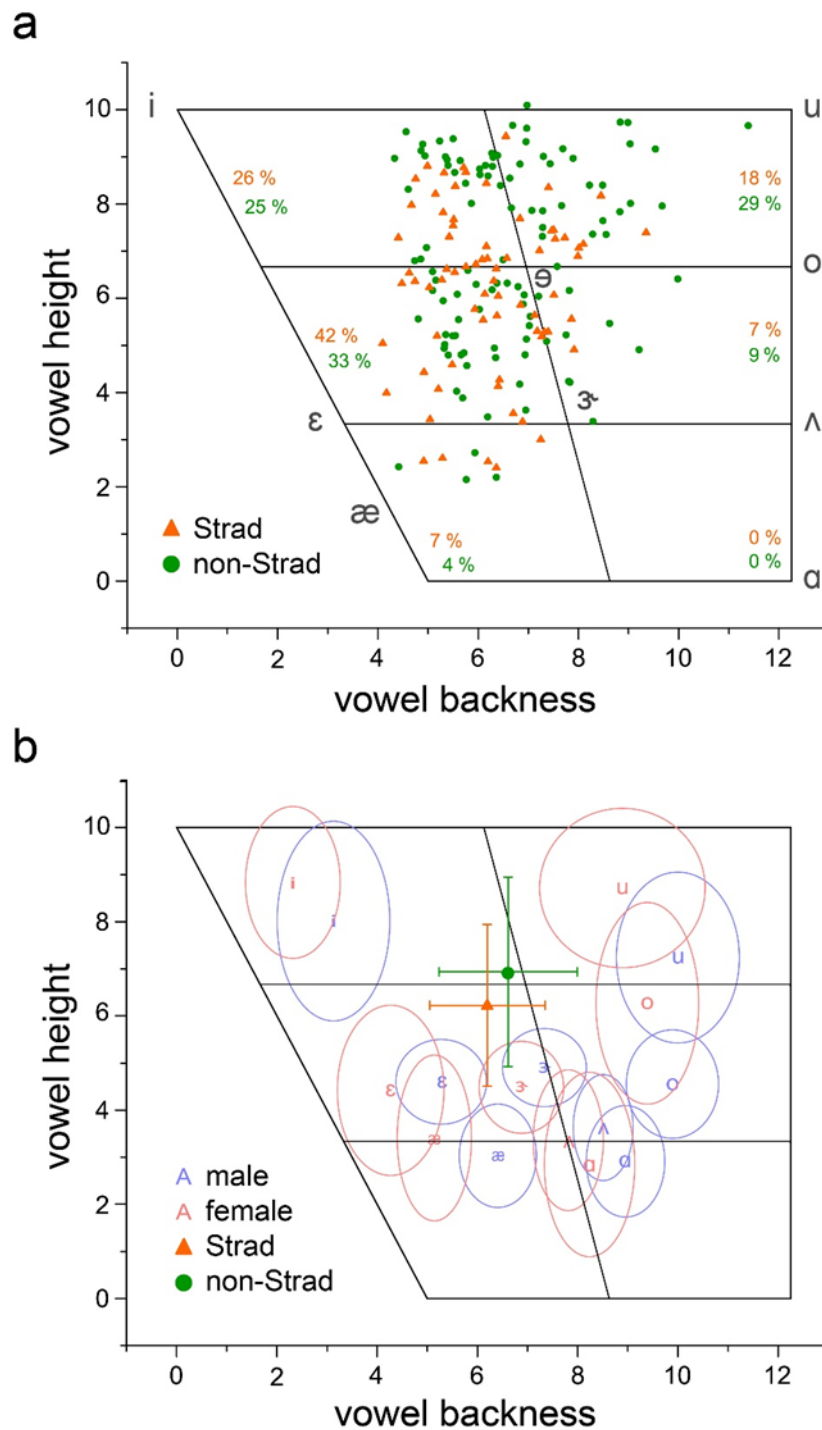 a
10
8
6
4
2
0
vowel height
i
u
26 %
25 %
18 %
29 %
o
ɘ
42 %
33 %
7 %
9 %
ɛ
ɝ
ʌ
æ
7 %
4 %
0 %
0 %
ɑ
Strad
non-Strad
0 2 4 6 8 10 12
vowel backness
b
10
8
6
4
2
0
vowel height
i
i
u
u
o
o
ɛ
ɛ
ɝ
ɝ
æ
æ
ʌ
ʌ
ɑ
ɑ
A male
A female
Strad
non-Strad
0 2 4 6 8 10 12
vowel backness